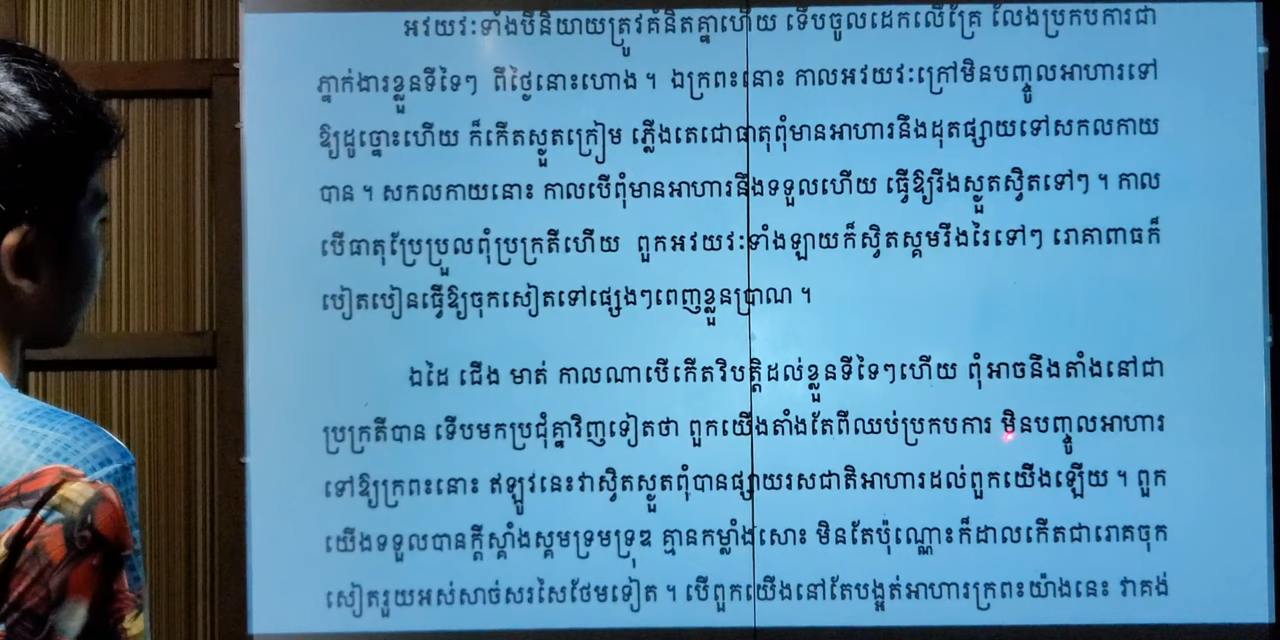 អវយវៈទាំងបីនិយាយត្រូវគំនិតគ្នាហើយ ទើបចូលដេកលើគ្រែ លែងប្រកបការជា
ភ្នាក់ងារខ្លួនទីទៃៗ ពីថ្ងៃនោះហោង ។ ឯក្រពះនោះ កាលអវយវៈក្រៅមិនបញ្ចូលអាហារទៅ
ឱ្យដូច្នោះហើយ ក៏កើតស្លួតក្រៀម ភ្លើងតេជោធាតុពុំមានអាហារនឹងដុតផ្សាយទៅសកលកាយ
បាន ។ សកលកាយនោះ កាលបើពុំមានអាហារនឹងទទួលហើយ ធ្វើឱ្យរីងស្លួតស្វិតទៅៗ ។ កាល
បើធាតុប្រែប្រួលពុំប្រក្រតីហើយ ពួកអវយវៈទាំងឡាយក៏ស្វិតស្គមរីងរៃទៅៗ រោគាពាធក៏
បៀតបៀនធ្វើឱ្យចុកសៀតទៅផ្សេងៗពេញខ្លួនប្រាណ ។
ឯដៃ ជើង មាត់ កាលណាបើកើតវិបត្តិដល់ខ្លួនទីទៃៗហើយ ពុំអាចនឹងតាំងនៅជា
ប្រក្រតីបាន ទើបមកប្រជុំគ្នាវិញទៀតថា ពួកយើងតាំងតែពីឈប់ប្រកបការ មិនបញ្ចូលអាហារ
ទៅឱ្យក្រពះនោះ ឥឡូវនេះវាស្វិតស្លួតពុំបានផ្សាយរសជាតិអាហារដល់ពួកយើងឡើយ ។ ពួក
យើងទទួលបានក្តីស្គាំងស្គមទ្រមទ្រុឌ គ្មានកម្លាំងសោះ មិនតែប៉ុណ្ណោះក៏ដាលកើតជារោគចុក
សៀតរួយអស់សាច់សរសៃថែមទៀត ។ បើពួកយើងនៅតែបង្អត់អាហារក្រពះយ៉ាងនេះ វាគង់